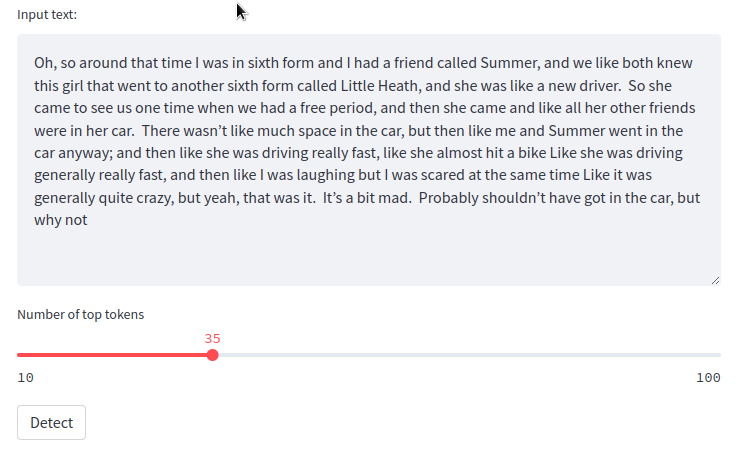 Input text:
Oh, so around that time I was in sixth form and I had a friend called Summer, and we like both knew
this girl that went to another sixth form called Little Heath, and she was like a new driver.  So she
came to see us one time when we had a free period, and then she came and like all her other friends
were in her car.  There wasn’t like much space in the car, but then like me and Summer went in the
car anyway; and then like she was driving really fast, like she almost hit a bike Like she was driving
generally really fast, and then like I was laughing but I was scared at the same time Like it was
generally quite crazy, but yeah, that was it.  It’s a bit mad.  Probably shouldn’t have got in the car, but
why not
Number of top tokens
35
10 100
Detect